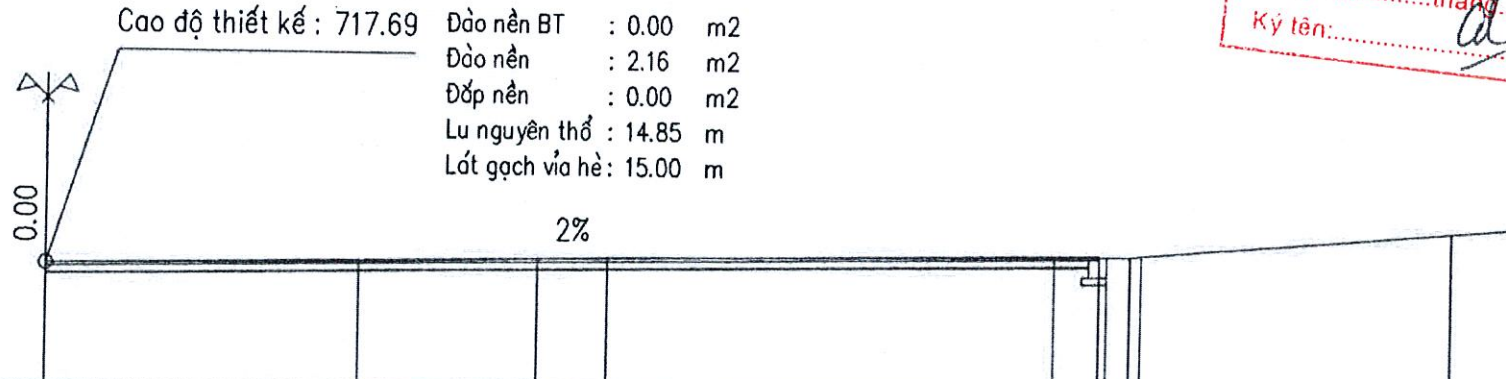 Cao độ thiết kế : 717.69
Đào nền BT : 0.00 m2
Đào nền : 2.16 m2
Đắp nền : 0.00 m2
Lu nguyên thổ : 14.85 m
Lát gạch vỉa hè : 15.00 m
......tháng.
Ký tên:..............
0.00
2%